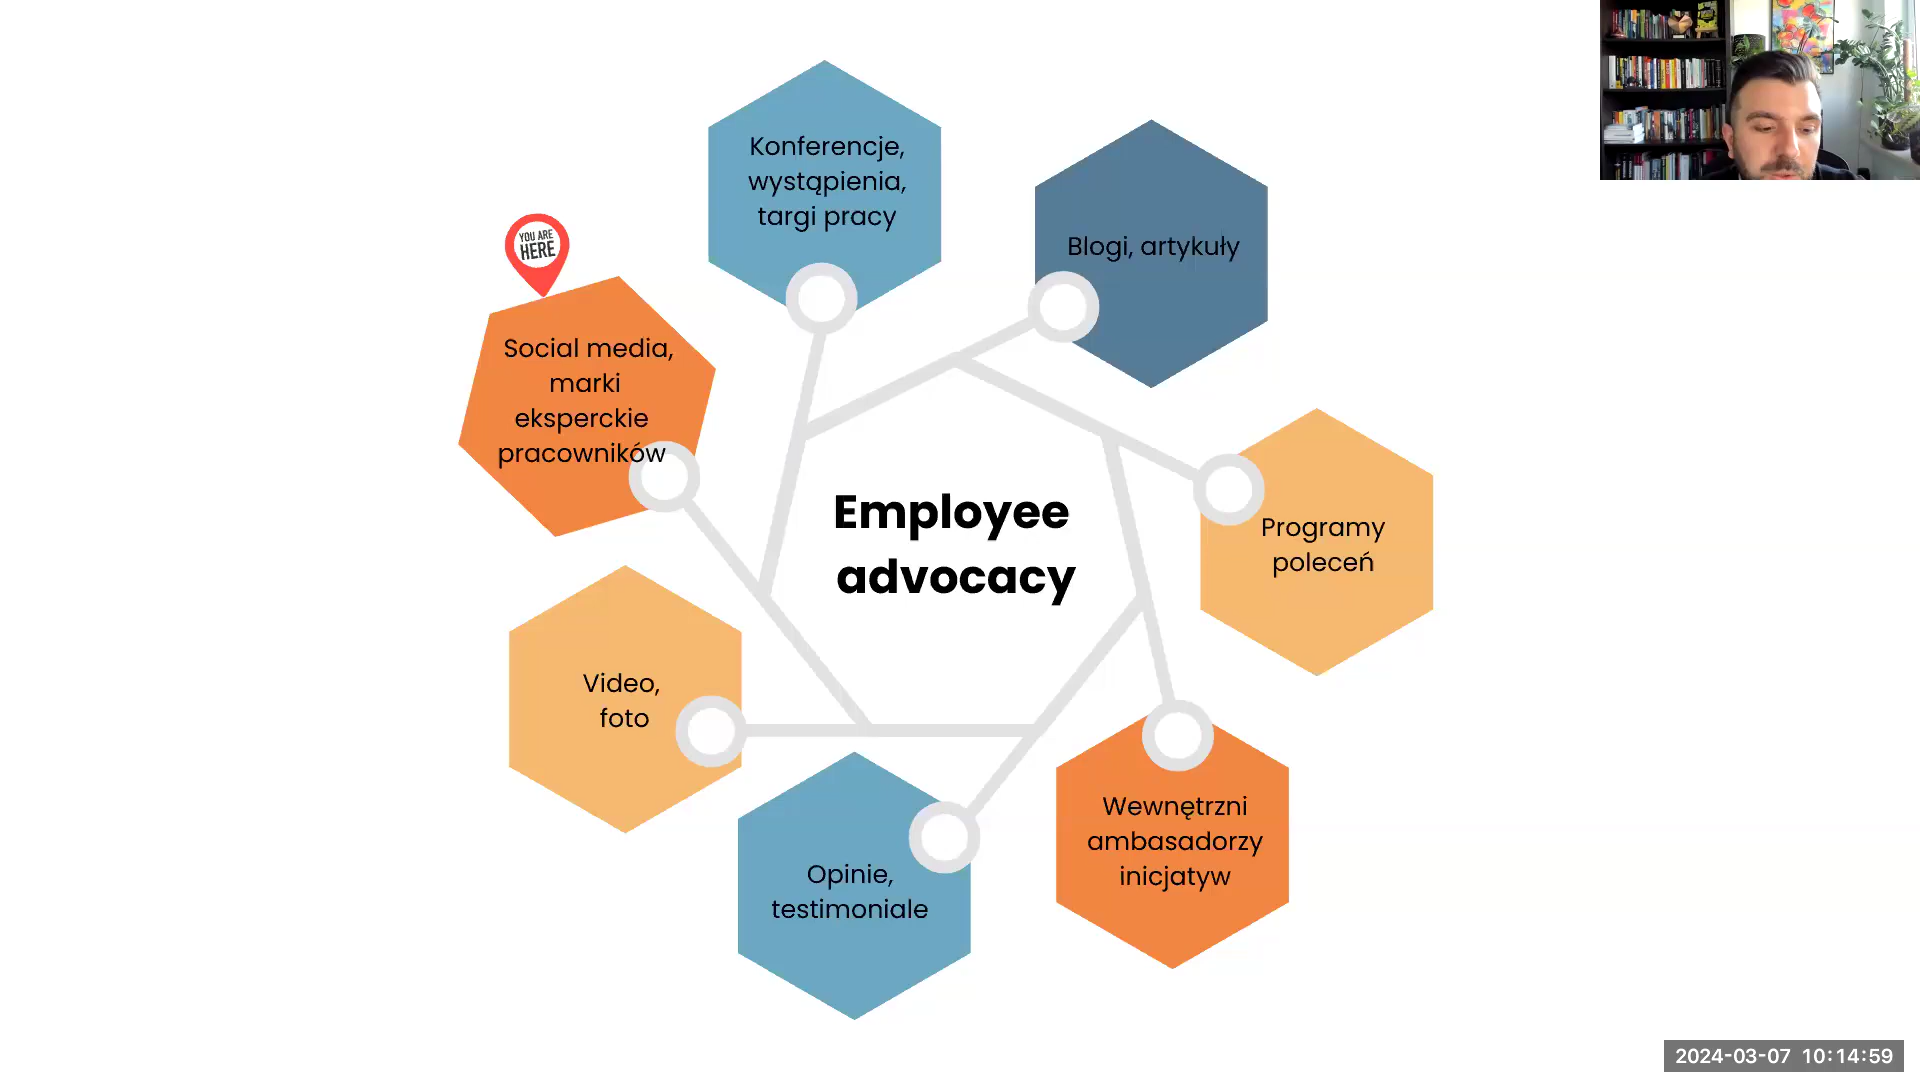 Konferencje,
wystąpienia,
targi pracy
Blogi, artykuły
YOU ARE
HERE
Social media,
marki
eksperckie
pracowników
Employee
advocacy
Programy
poleceń
Video,
foto
Wewnętrzni
ambasadorzy
inicjatyw
Opinie,
testimoniale
2024-03-07 10:14:59